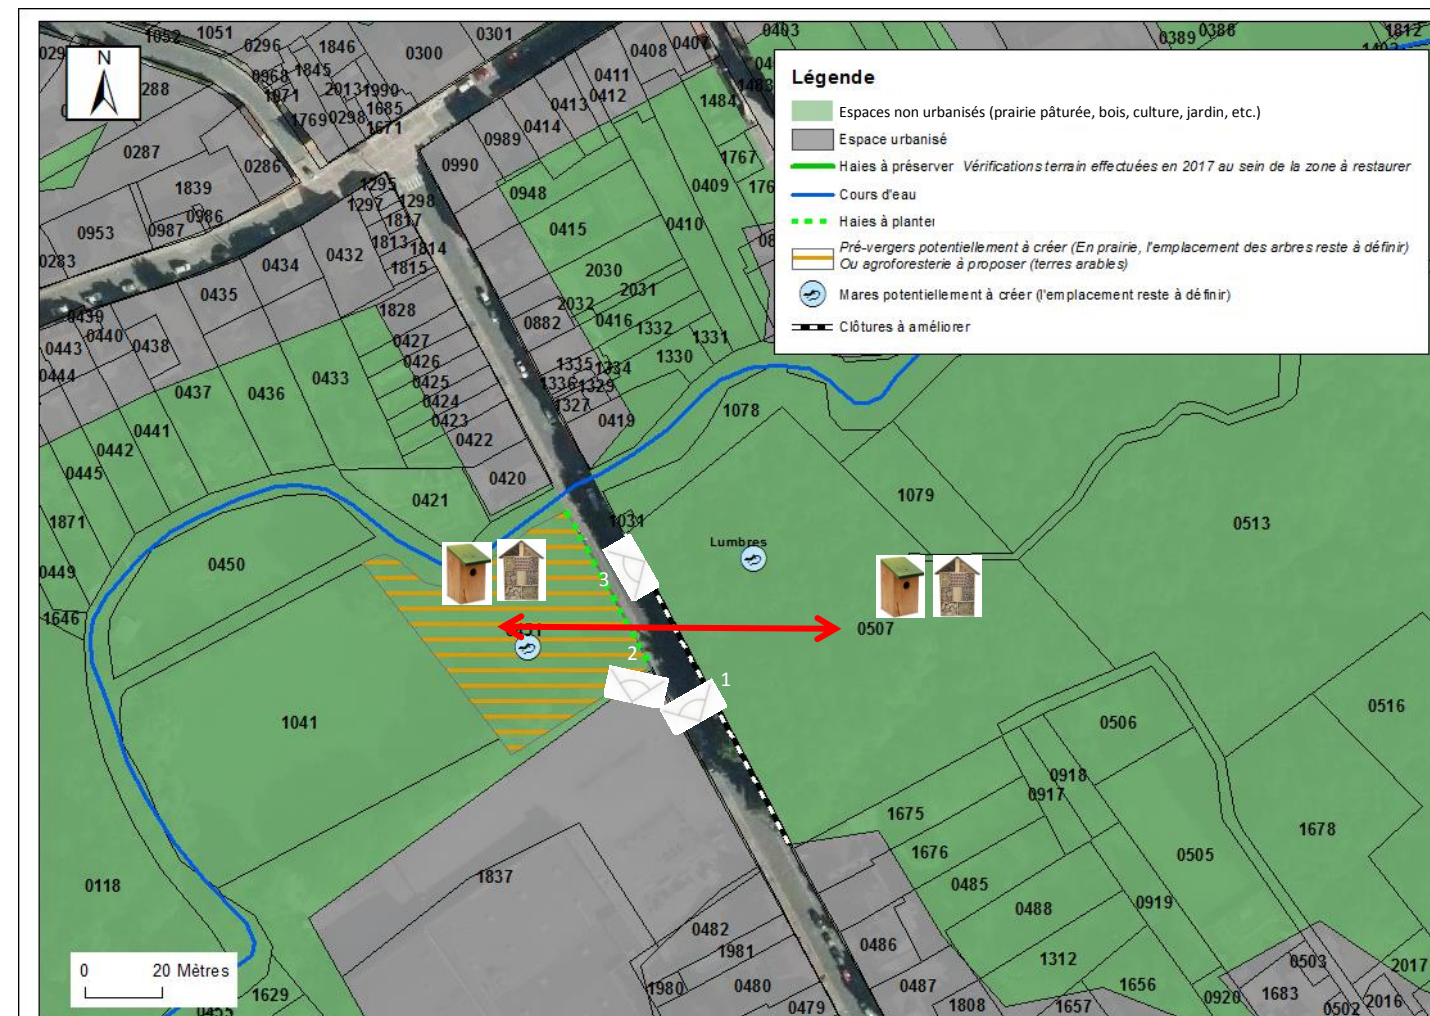 N
Légende
Espaces non urbanisés (prairie pâturée, bois, culture, jardin, etc.)
Espace urbanisé
Haies à préserver Vérifications terrain effectuées en 2017 au sein de la zone à restaurer
Cours d'eau
Haies à planter
Pré-vergers potentiellement à créer (En prairie, l'emplacement des arbres reste à définir)
Ou agroforesterie à proposer (terres arables)
Mares potentiellement à créer (l'emplacement reste à définir)
Clôtures à améliorer
1052 1051 0296 1846 0300 0301 0408 0407 0403 0389 0388 1812
0968 1845 2013 1990 0411 0412 0413 1484 1483
288 1971 1769 0298 1685 1671 0414 0989
0287 0286 0990 1767
1839 1295 1297 1298 0948 0409 176
0953 0987 0986 1817 0415 0410
0283 0434 0432 1813 1814 1815 2030
0435 1828 2032 2031 0416 1332 1331
0439 0440 0443 0438 0427 0882 1330
0444 0426 1335 1334
0437 0436 0433 0425 1336 1329
0424 1327 1078
0441 0423 0419
0442 0422
0445 0420 1079
0421
1871 1031 0513
Lumbres
0450
0449
3
1646 0507
2
1
1041 0506 0516
0918
0917
1675
1676 1678
0505
1837 0485
0118 0488 0919
0482 0486
1981 1312 0503 2017
1980 0480 0487 1656 0920 1683
1629 0479 1808 1657 0502 2016
0455
0 20 Mètres